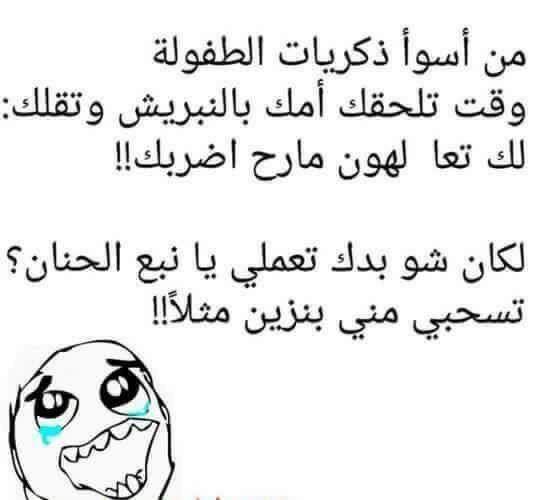 من أسوأ ذكريات الطفولة
وقت تلحقك أمك بالنبريش وتقلك:
لك تعا لهون مارح اضربك!!
لكان شو بدك تعملي يا نبع الحنان؟
تسحبي مني بنزين مثلاً!!